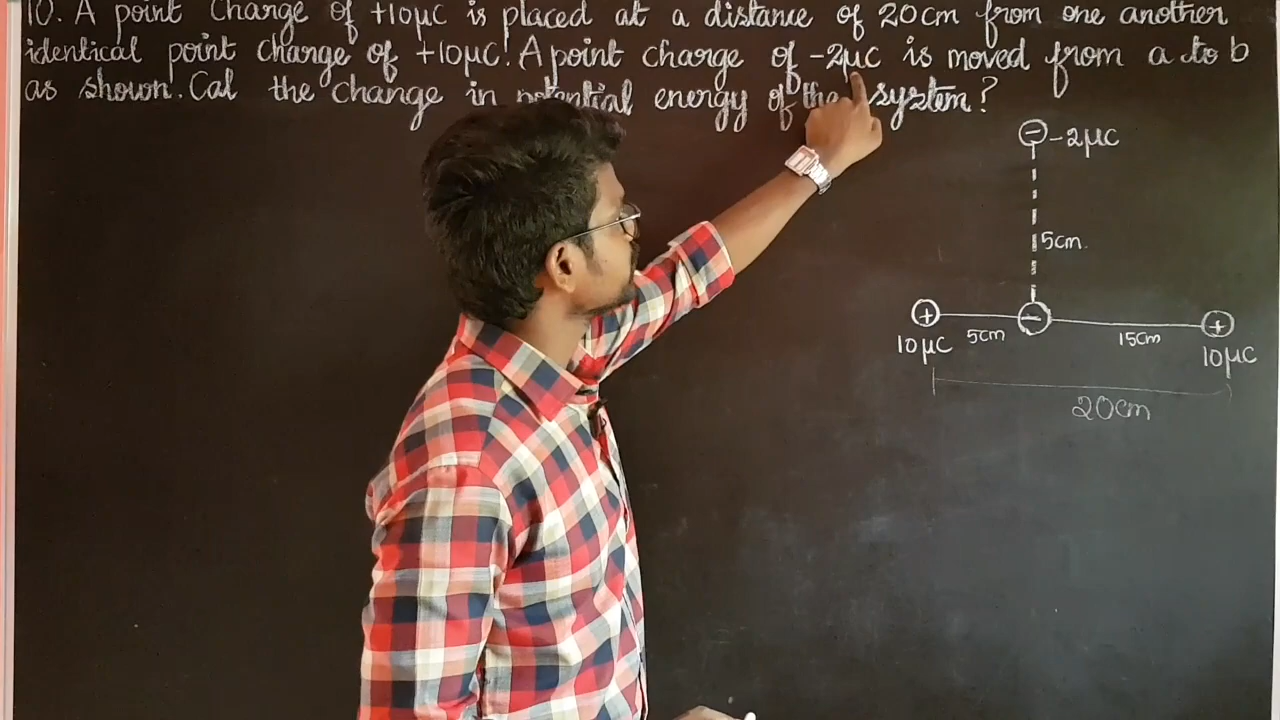 10. A point Charge of +10μC is placed at a distance of 20cm from one another
identical point charge of +10μC. A point charge of -2μc is moved from a to b
as shown. Cal the change in potential energy of the system?
-2μC
5cm.
10μC
5cm
15cm
10μC
20cm